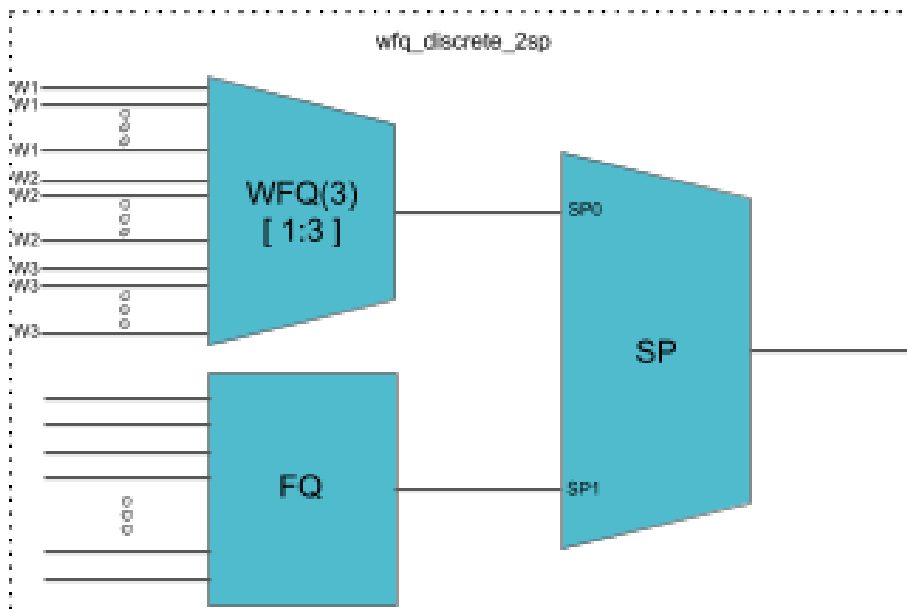 wfq_discrete_2sp
W1
W1
W1
W2
W2
W2
W3
W3
W3
WFQ(3)
[ 1:3 ]
SP0
SP
FQ
SP1